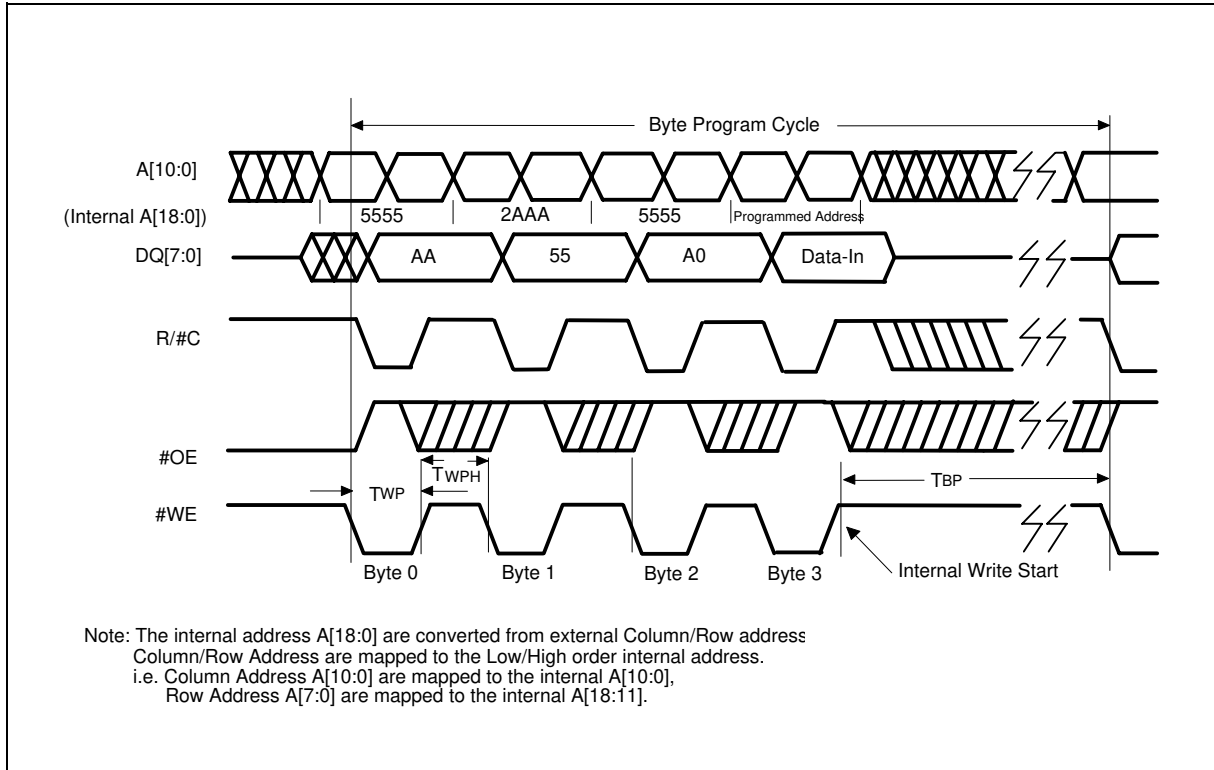 Byte Program Cycle
A[10:0]
(Internal A[18:0])
5555
2AAA
5555
Programmed Address
DQ[7:0]
AA
55
A0
Data-In
R/#C
#OE
TWPH
TWP
TBP
#WE
Byte 0
Byte 1
Byte 2
Byte 3
Internal Write Start
Note: The internal address A[18:0] are converted from external Column/Row address
Column/Row Address are mapped to the Low/High order internal address.
i.e. Column Address A[10:0] are mapped to the internal A[10:0],
Row Address A[7:0] are mapped to the internal A[18:11].